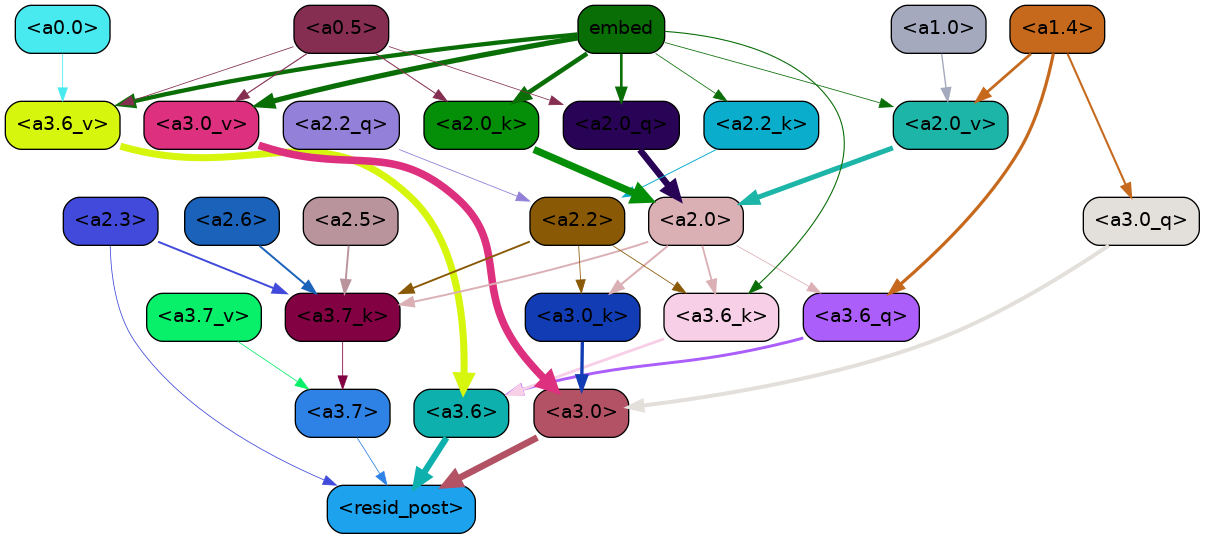 <a0.0>
<a0.5>
embed
<a1.0>
<a1.4>
<a3.6_v>
<a3.0_v>
<a2.2_q>
<a2.0_k>
<a2.0_q>
<a2.2_k>
<a2.0_v>
<a2.3>
<a2.6>
<a2.5>
<a2.2>
<a2.0>
<a3.0_q>
<a3.7_v>
<a3.7_k>
<a3.0_k>
<a3.6_k>
<a3.6_q>
<a3.7>
<a3.6>
<a3.0>
<resid_post>